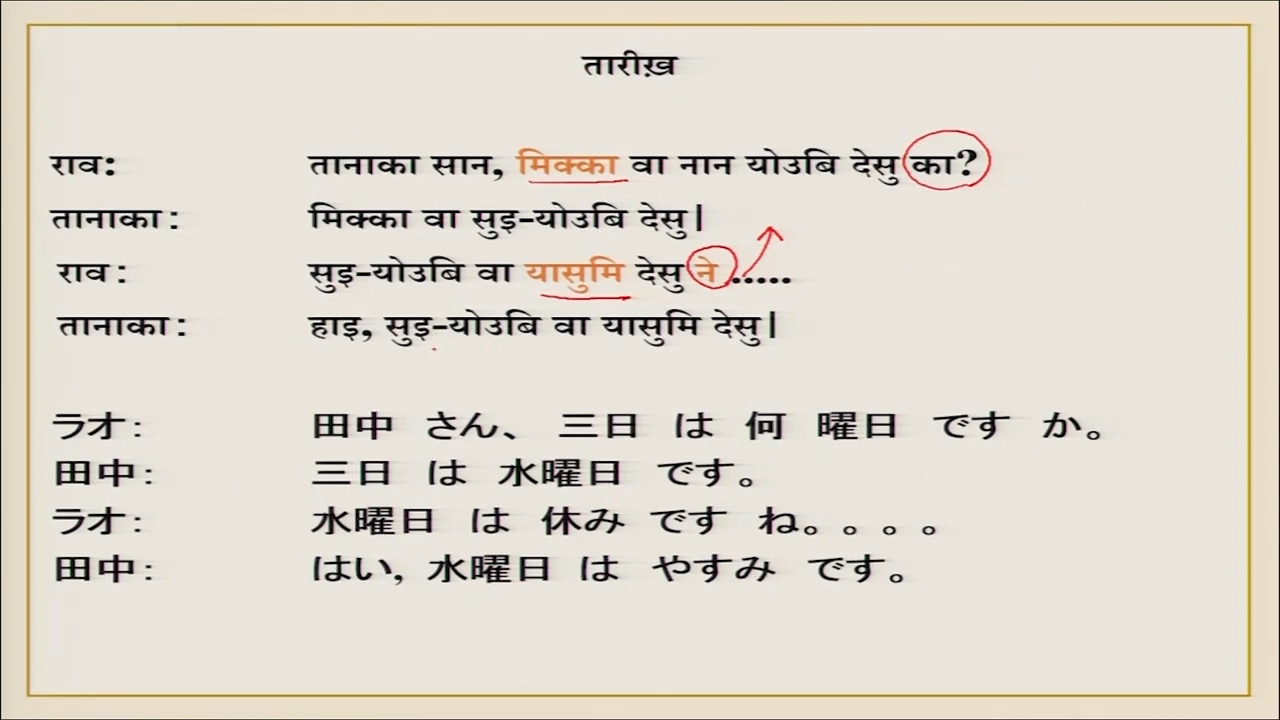 तारीख़
रावः तानाका सान, मिक्का वा नान योउबि देसु का?
तानाका: मिक्का वा सुइ-योउबि देसु|
राव: सुइ-योउबि वा यासुमि देसु ने .....
तानाका: हाइ, सुइ-योउबि वा यासुमि देसु|
ラオ: 田中 さん、 三日 は 何 曜日 です か。
田中: 三日 は 水曜日 です。
ラオ: 水曜日 は 休み です ね。。。。
田中: はい, 水曜日 は やすみ です。